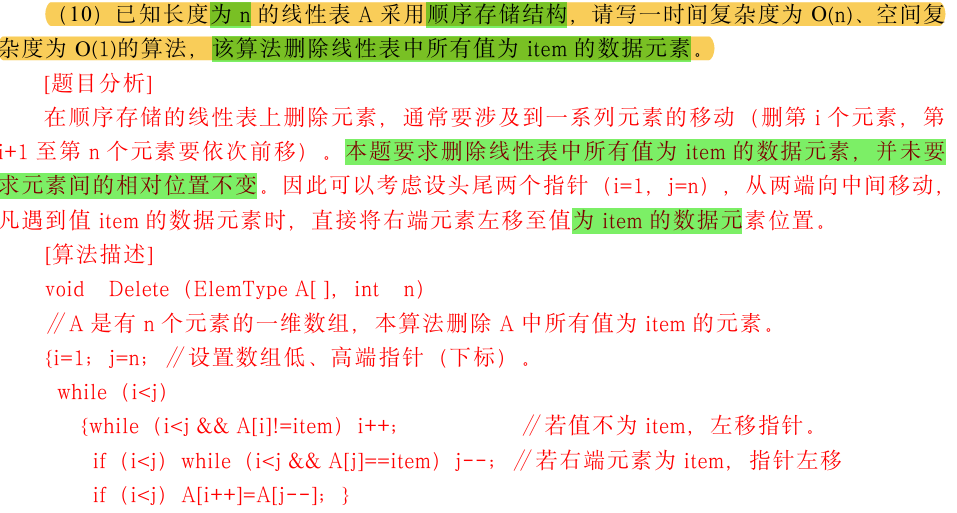 （10）已知长度为 n 的线性表 A 采用顺序存储结构，请写一时间复杂度为 O(n)、空间复
杂度为 O(1)的算法，该算法删除线性表中所有值为 item 的数据元素。
[题目分析]
在顺序存储的线性表上删除元素，通常要涉及到一系列元素的移动（删第 i 个元素，第
i+1 至第 n 个元素要依次前移）。本题要求删除线性表中所有值为 item 的数据元素，并未要
求元素间的相对位置不变。因此可以考虑设头尾两个指针（i=1，j=n），从两端向中间移动，
凡遇到值 item 的数据元素时，直接将右端元素左移至值为 item 的数据元素位置。
[算法描述]
void Delete（ElemType A[ ]，int n）
∥A 是有 n 个元素的一维数组，本算法删除 A 中所有值为 item 的元素。
{i=1；j=n；∥设置数组低、高端指针（下标）。
while（i<j）
{while（i<j && A[i]!=item）i++； ∥若值不为 item，左移指针。
if（i<j）while（i<j && A[j]==item）j--；∥若右端元素为 item，指针左移
if（i<j）A[i++]=A[j--]；}